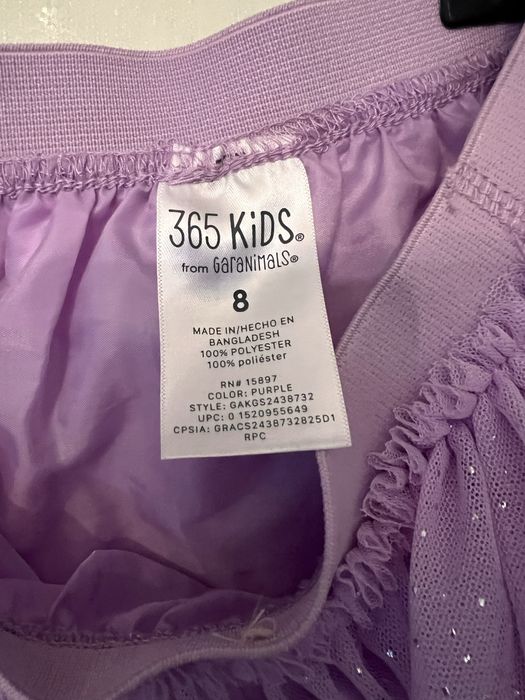 365 KiDS®
from GaraNiMaLS®
8
MADE IN/HECHO EN
BANGLADESH
100% POLYESTER
100% poliéster
RN# 15897
COLOR: PURPLE
STYLE: GAKGS2438732
UPC: 0 1520955649
CPSIA: GRACS2438732825D1
RPC